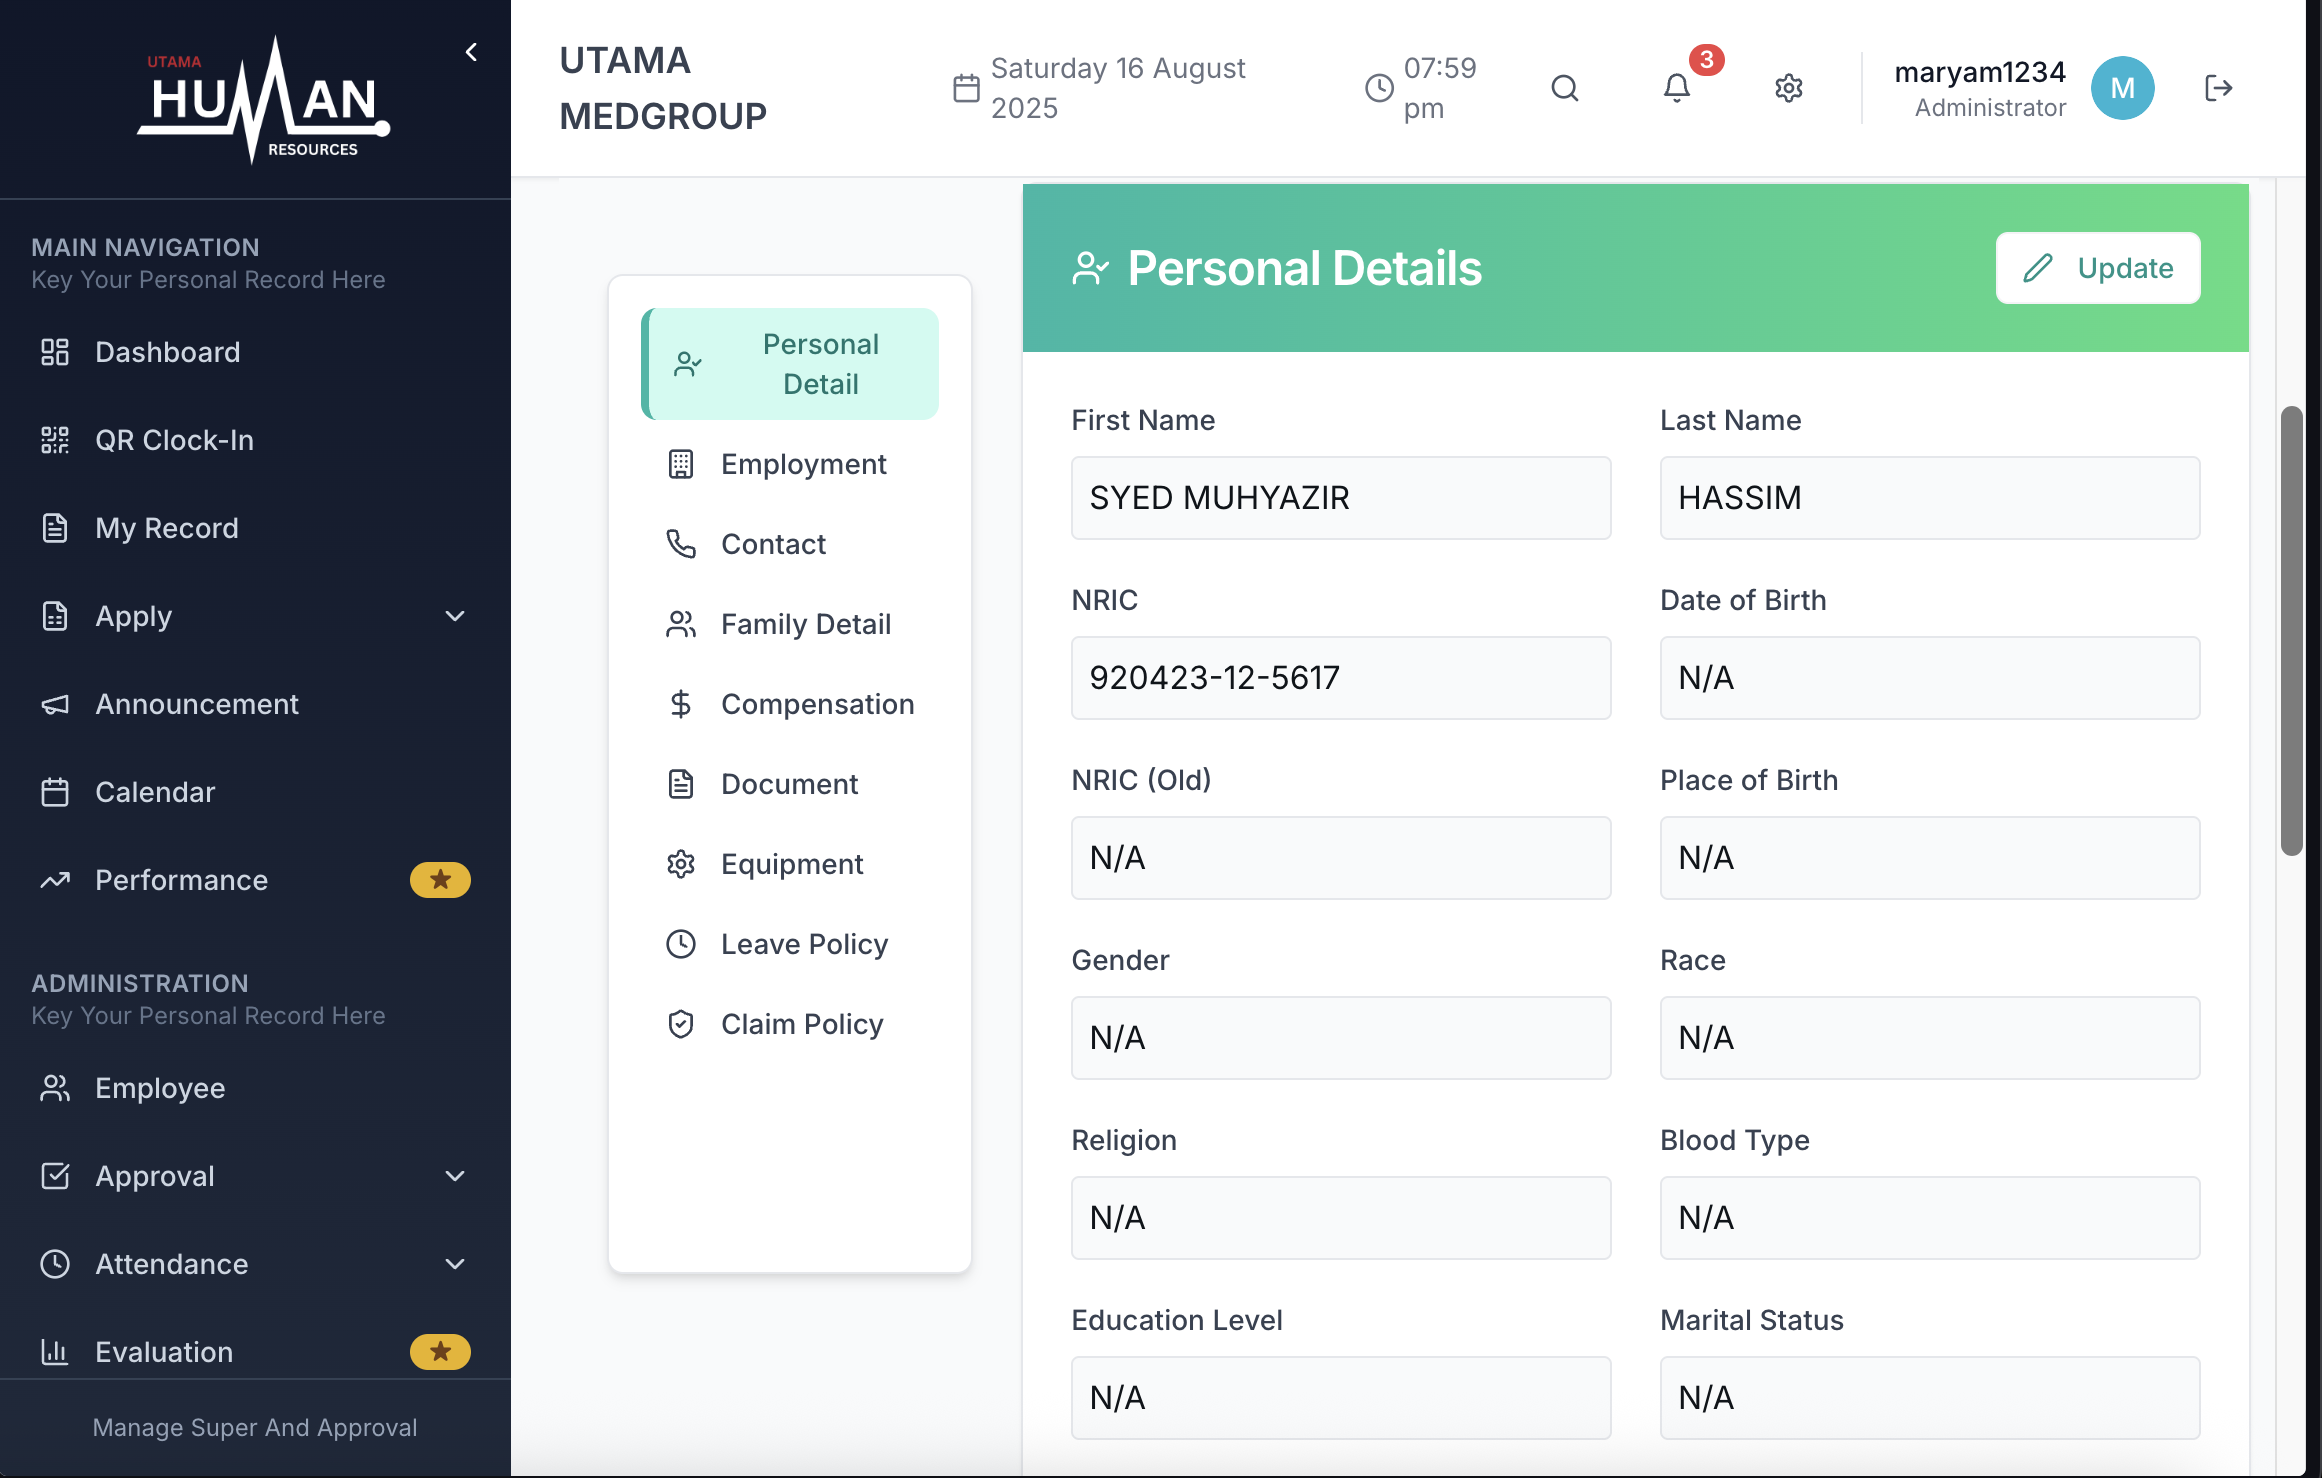 UTAMA
HUMAN
RESOURCES
MAIN NAVIGATION
Key Your Personal Record Here
Dashboard
QR Clock-In
My Record
Apply
Announcement
Calendar
Performance
ADMINISTRATION
Key Your Personal Record Here
Employee
Approval
Attendance
Evaluation
Manage Super And Approval
UTAMA
MEDGROUP
Saturday 16 August
2025
07:59
pm
3
maryam1234
Administrator
M
Personal
Detail
Employment
Contact
Family Detail
Compensation
Document
Equipment
Leave Policy
Claim Policy
Personal Details
Update
First Name
Last Name
SYED MUHYAZIR
HASSIM
NRIC
Date of Birth
920423-12-5617
N/A
NRIC (Old)
Place of Birth
N/A
N/A
Gender
Race
N/A
N/A
Religion
Blood Type
N/A
N/A
Education Level
Marital Status
N/A
N/A